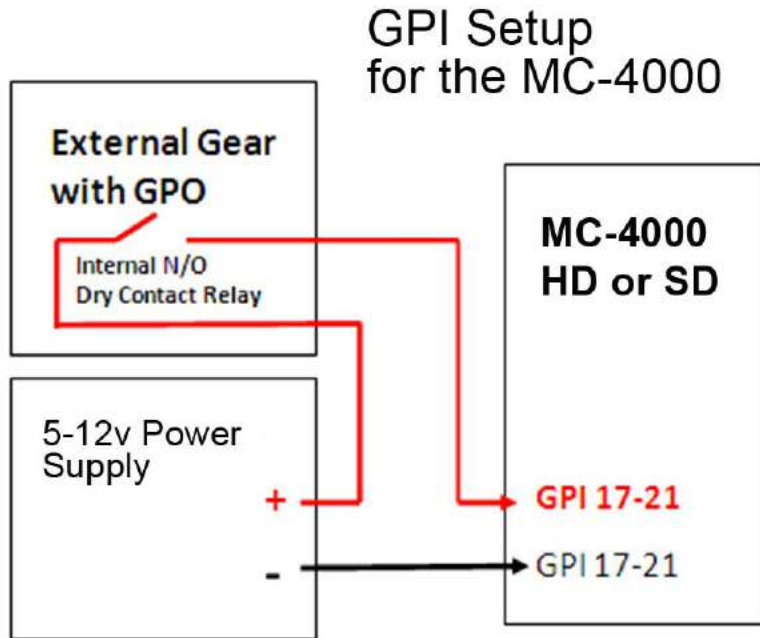 GPI Setup
for the MC-4000
External Gear
with GPO
Internal N/O
Dry Contact Relay
MC-4000
HD or SD
5-12v Power
Supply
+
-
GPI 17-21
GPI 17-21